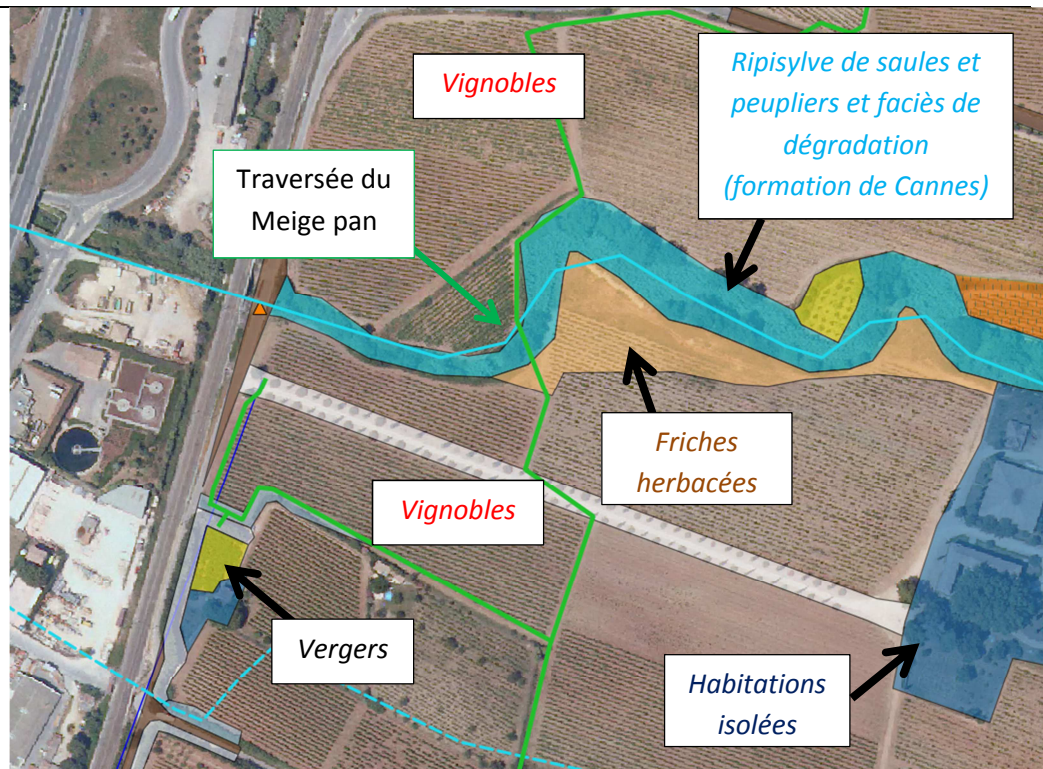 Vignobles
Ripisylve de saules et
peupliers et faciès de
dégradation
(formation de Cannes)
Traversée du
Meige pan
Friches
herbacées
Vignobles
Vergers
Habitations
isolées